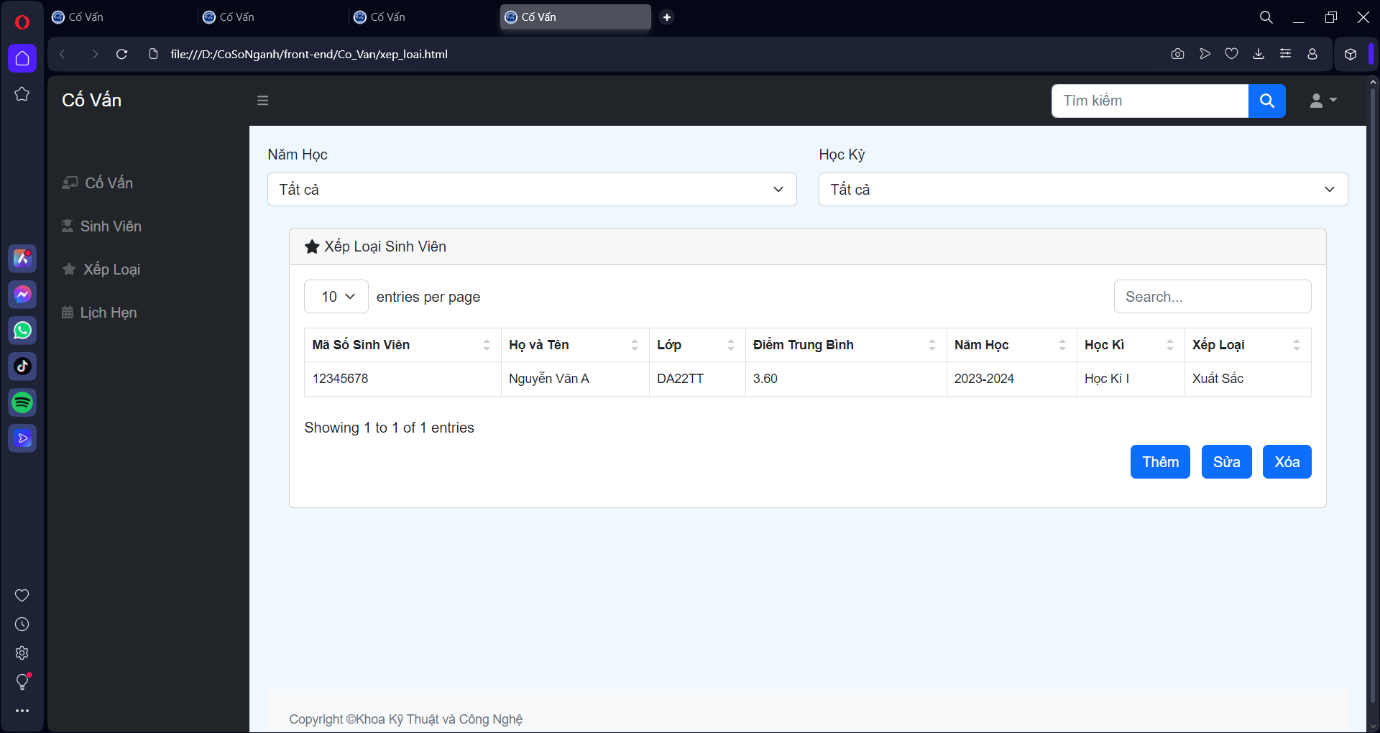 Cố Vấn Cố Vấn Cố Vấn Cố Vấn
file:///D:/CoSoNganh/front-end/Co_Van/xep_loai.html
Cố Vấn
Tìm kiếm
Cố Vấn
Sinh Viên
Xếp Loại
Lịch Hẹn
Năm Học Học Kỳ
Tất cả Tất cả
Xếp Loại Sinh Viên
10 entries per page Search...
Mã Số Sinh Viên Họ và Tên Lớp Điểm Trung Bình Năm Học Học Kì Xếp Loại
12345678 Nguyễn Văn A DA22TT 3.60 2023-2024 Học Kì I Xuất Sắc
Showing 1 to 1 of 1 entries
Thêm Sửa Xóa
Copyright ©Khoa Kỹ Thuật và Công Nghệ